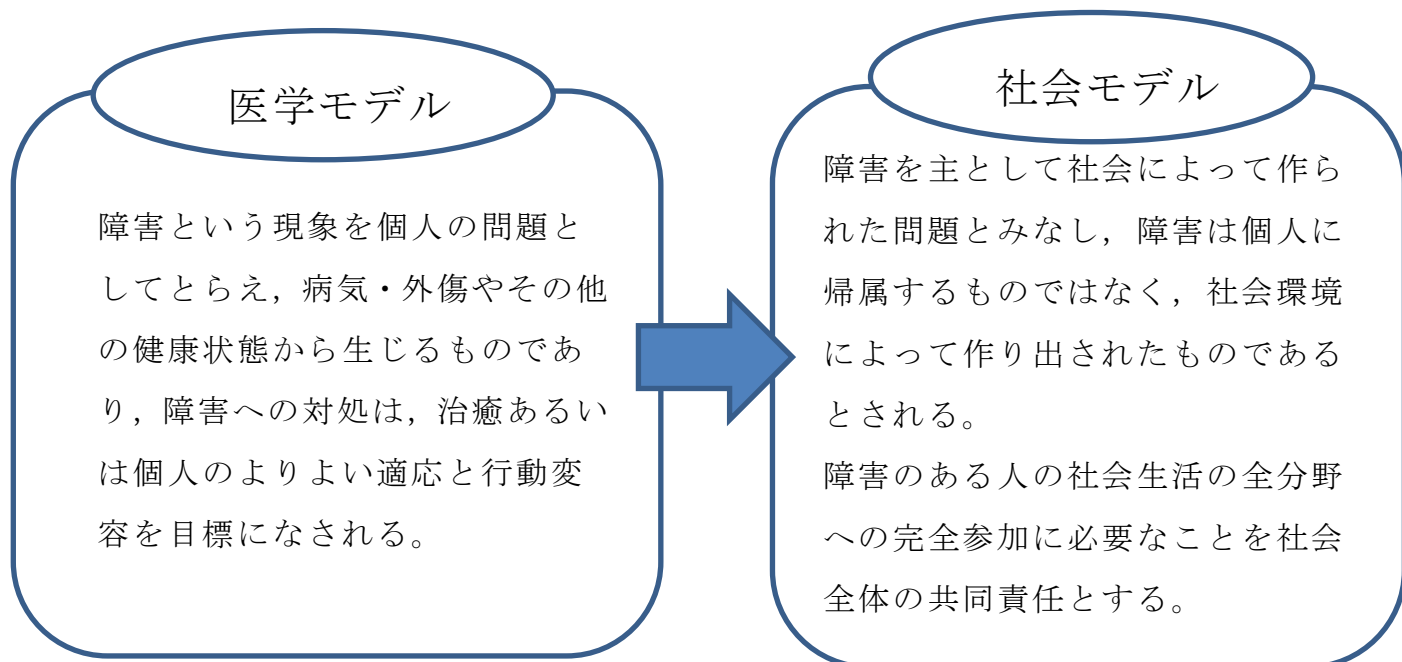 医学モデル
障害という現象を個人の問題と
してとらえ，病気・外傷やその他
の健康状態から生じるものであ
り，障害への対処は，治癒あるい
は個人のよりよい適応と行動変
容を目標になされる。
社会モデル
障害を主として社会によって作ら
れた問題とみなし，障害は個人に
帰属するものではなく，社会環境
によって作り出されたものである
とされる。
障害のある人の社会生活の全分野
への完全参加に必要なことを社会
全体の共同責任とする。